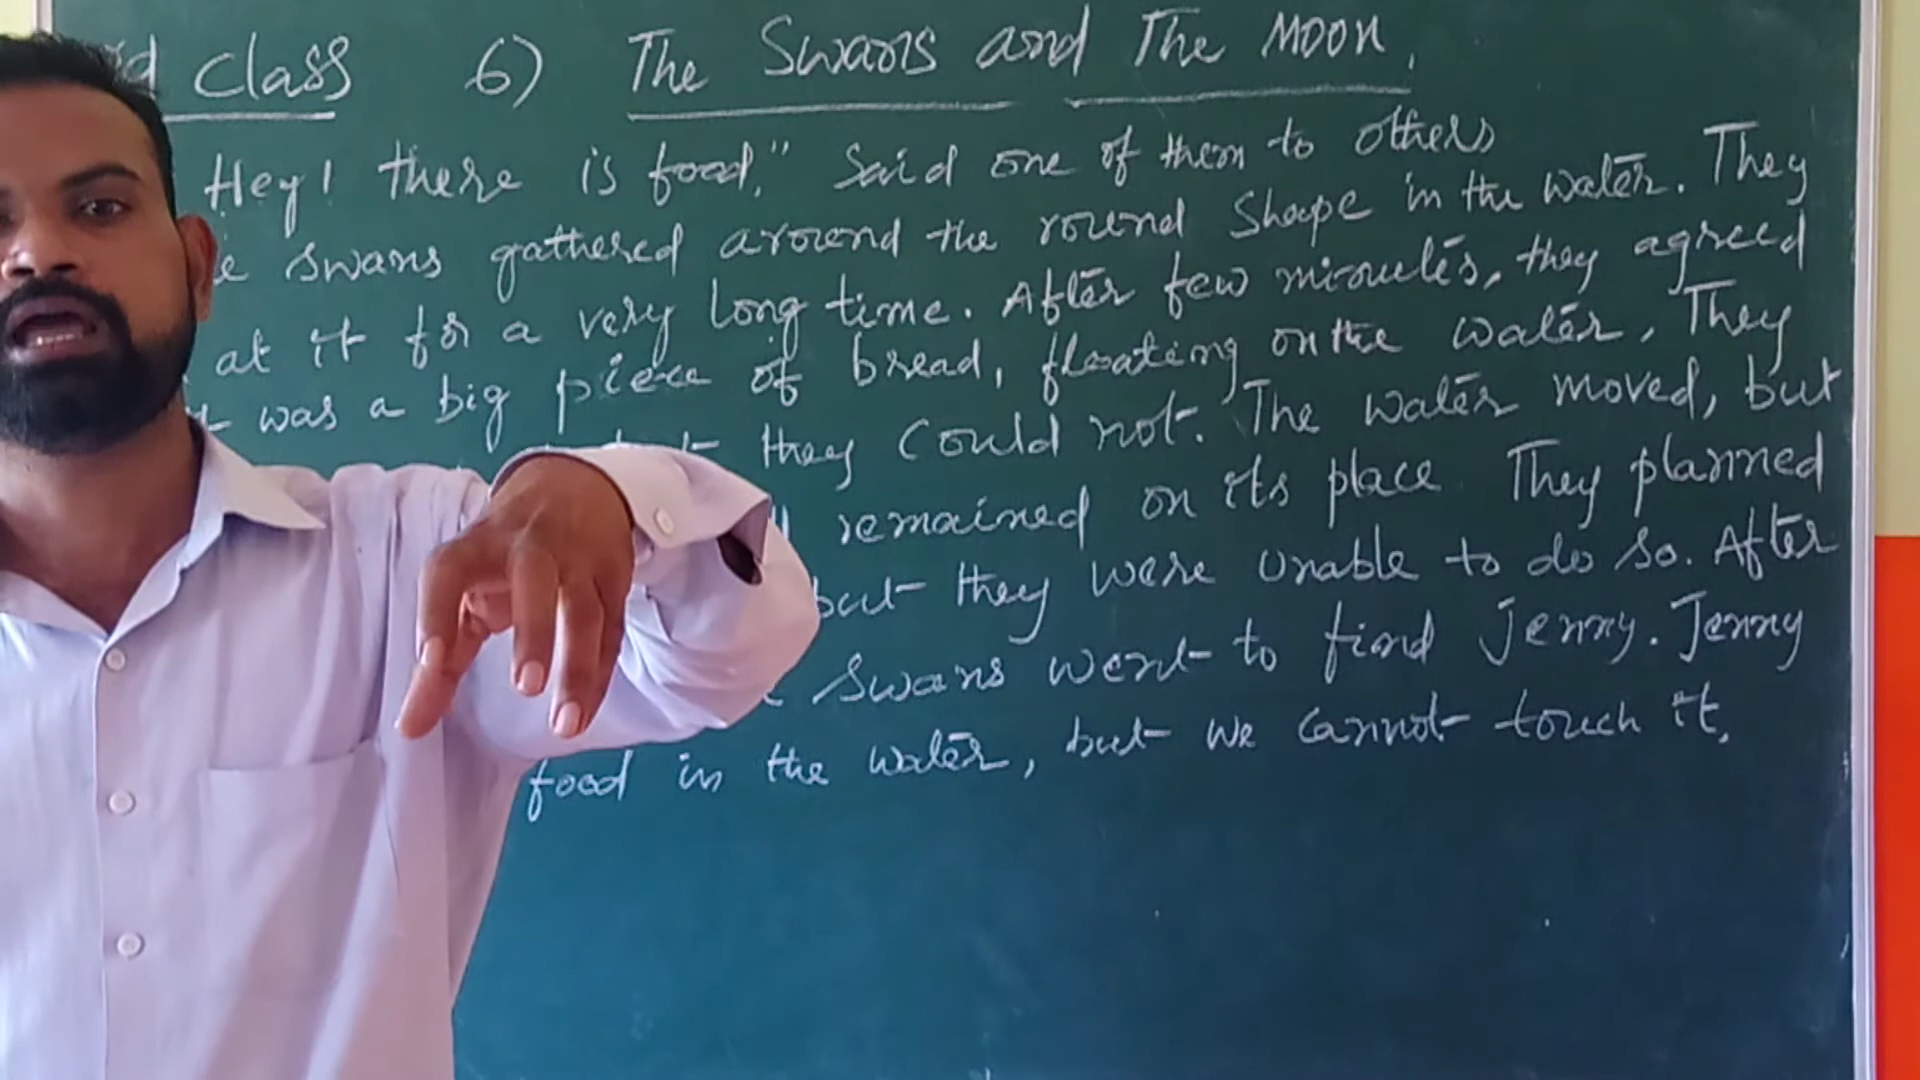 Class 6) The Swans and The Moon.
Hey! there is food," Said one of them to others
swans gathered around the round Shape in the water. They
at it for a very long time. After few minutes, they agreed
was a big piece of bread, floating on the water, They
they could not. The water moved, but
remained on its place They planned
but they were unable to do so. After
swans went to find Jenny. Jenny
food in the water, but we cannot touch it.